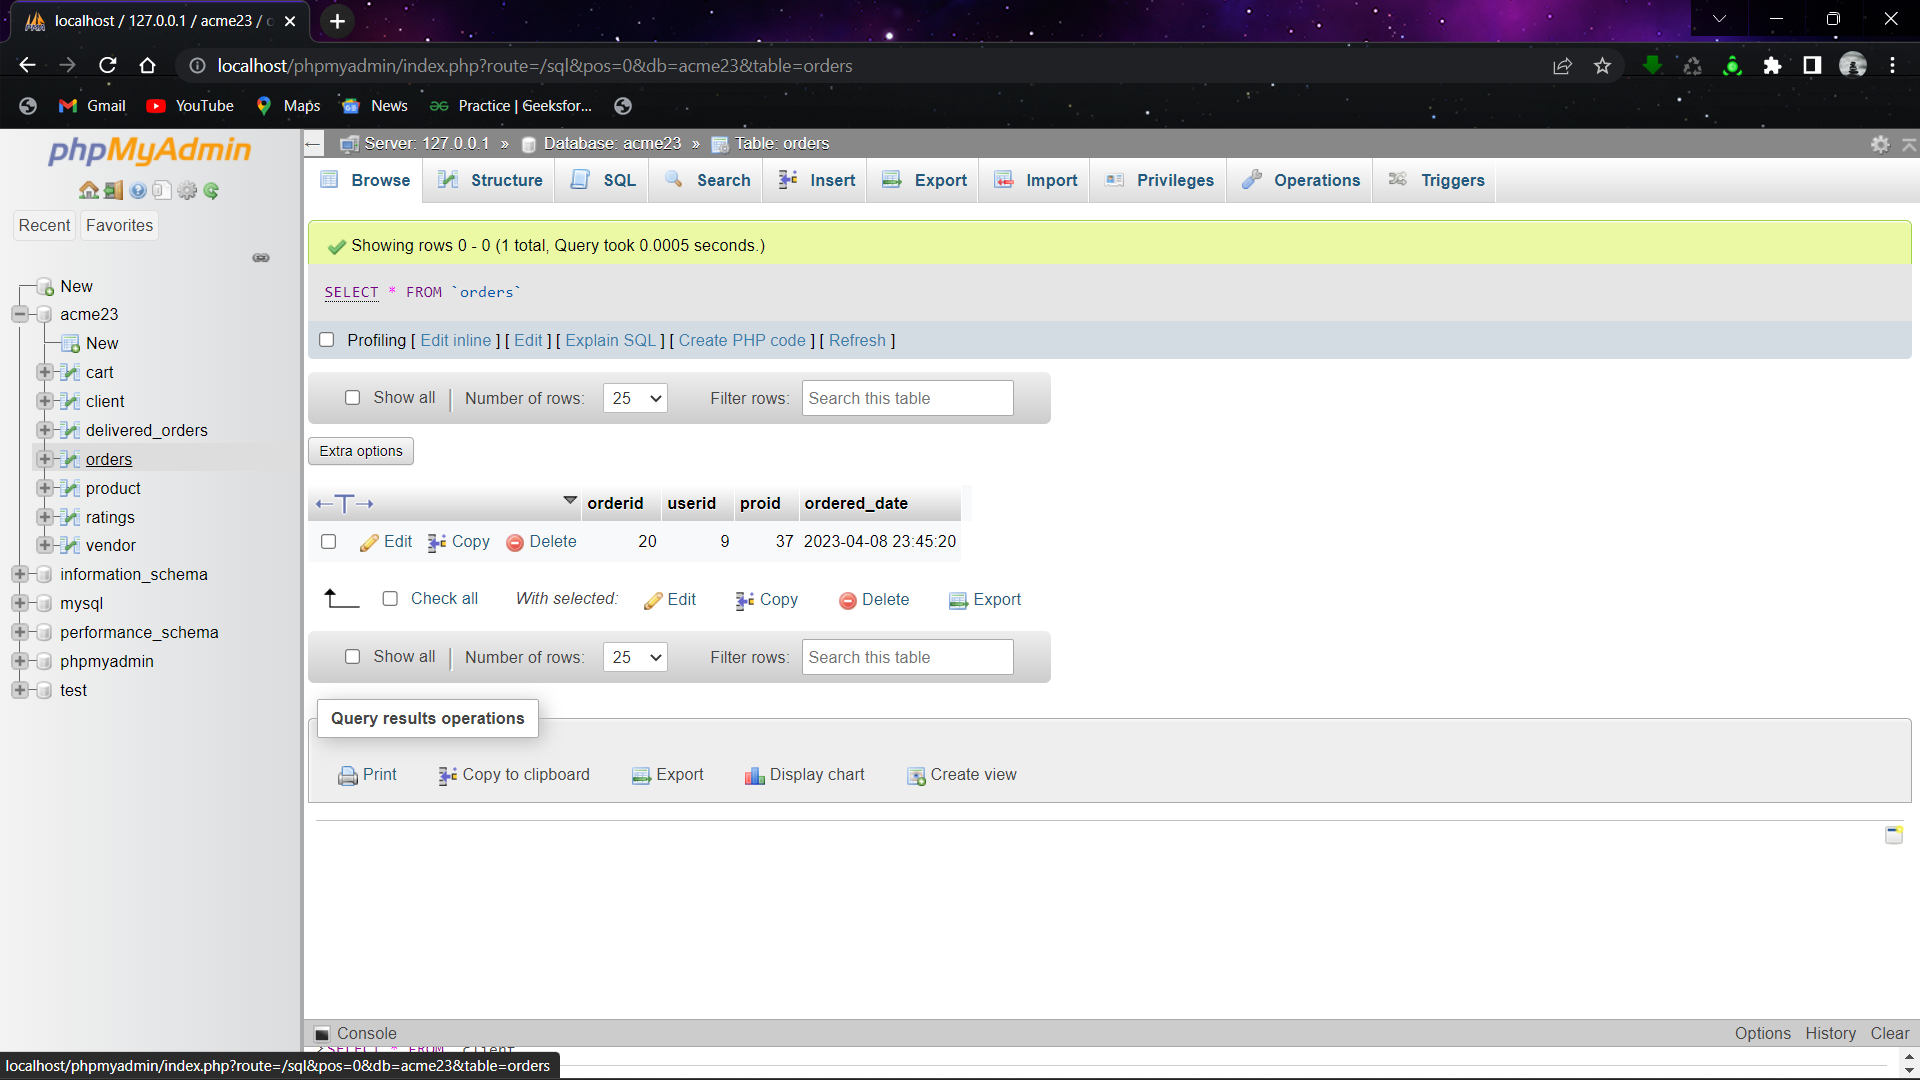 localhost / 127.0.0.1 / acme23 / o
localhost/phpmyadmin/index.php?route=/sql&pos=0&db=acme23&table=orders
Gmail YouTube Maps News Practice | Geeksfor...
phpMyAdmin
Recent Favorites
New
acme23
New
cart
client
delivered_orders
orders
product
ratings
vendor
information_schema
mysql
performance_schema
phpmyadmin
test
Server: 127.0.0.1 » Database: acme23 » Table: orders
Browse Structure SQL Search Insert Export Import Privileges Operations Triggers
Showing rows 0 - 0 (1 total, Query took 0.0005 seconds.)
SELECT * FROM `orders`
Profiling [ Edit inline ] [ Edit ] [ Explain SQL ] [ Create PHP code ] [ Refresh ]
Show all | Number of rows: 25 Filter rows: Search this table
Extra options
←T→ orderid userid proid ordered_date
Edit Copy Delete 20 9 37 2023-04-08 23:45:20
Check all With selected: Edit Copy Delete Export
Show all | Number of rows: 25 Filter rows: Search this table
Query results operations
Print Copy to clipboard Export Display chart Create view
Console Options History Clear
>SELECT * FROM `client`
localhost/phpmyadmin/index.php?route=/sql&pos=0&db=acme23&table=orders